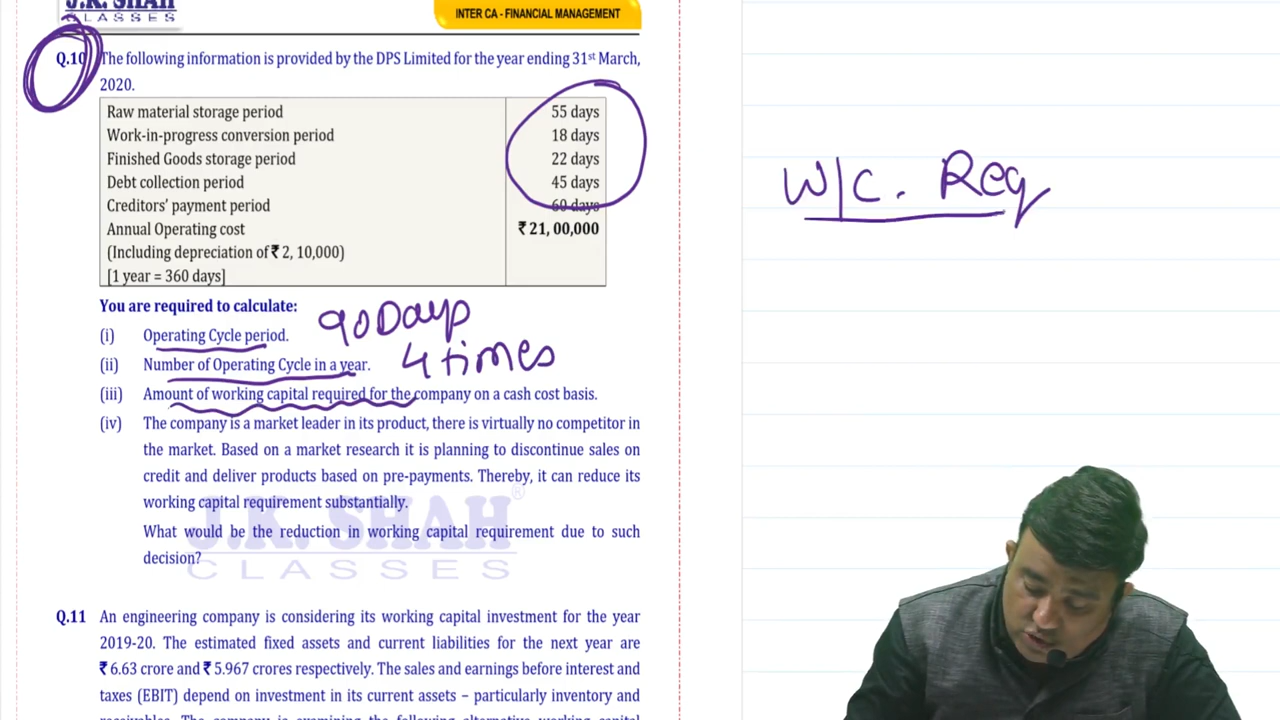 J.K. SHAH
CLASSES
INTER CA - FINANCIAL MANAGEMENT
Q.10 The following information is provided by the DPS Limited for the year ending 31st March,
2020.
Raw material storage period 55 days
Work-in-progress conversion period 18 days
Finished Goods storage period 22 days
Debt collection period 45 days
Creditors' payment period 60 days
Annual Operating cost ₹ 21, 00,000
(Including depreciation of ₹ 2, 10,000)
[1 year = 360 days]
You are required to calculate:
(i) Operating Cycle period. 90 Days
(ii) Number of Operating Cycle in a year. 4 times
(iii) Amount of working capital required for the company on a cash cost basis.
(iv) The company is a market leader in its product, there is virtually no competitor in
the market. Based on a market research it is planning to discontinue sales on
credit and deliver products based on pre-payments. Thereby, it can reduce its
working capital requirement substantially.
What would be the reduction in working capital requirement due to such
decision?
J.K. SHAH®
CLASSES
Q.11 An engineering company is considering its working capital investment for the year
2019-20. The estimated fixed assets and current liabilities for the next year are
₹ 6.63 crore and ₹ 5.967 crores respectively. The sales and earnings before interest and
taxes (EBIT) depend on investment in its current assets – particularly inventory and
receivables. The company is examining the following alternative working capital
W/C. Req